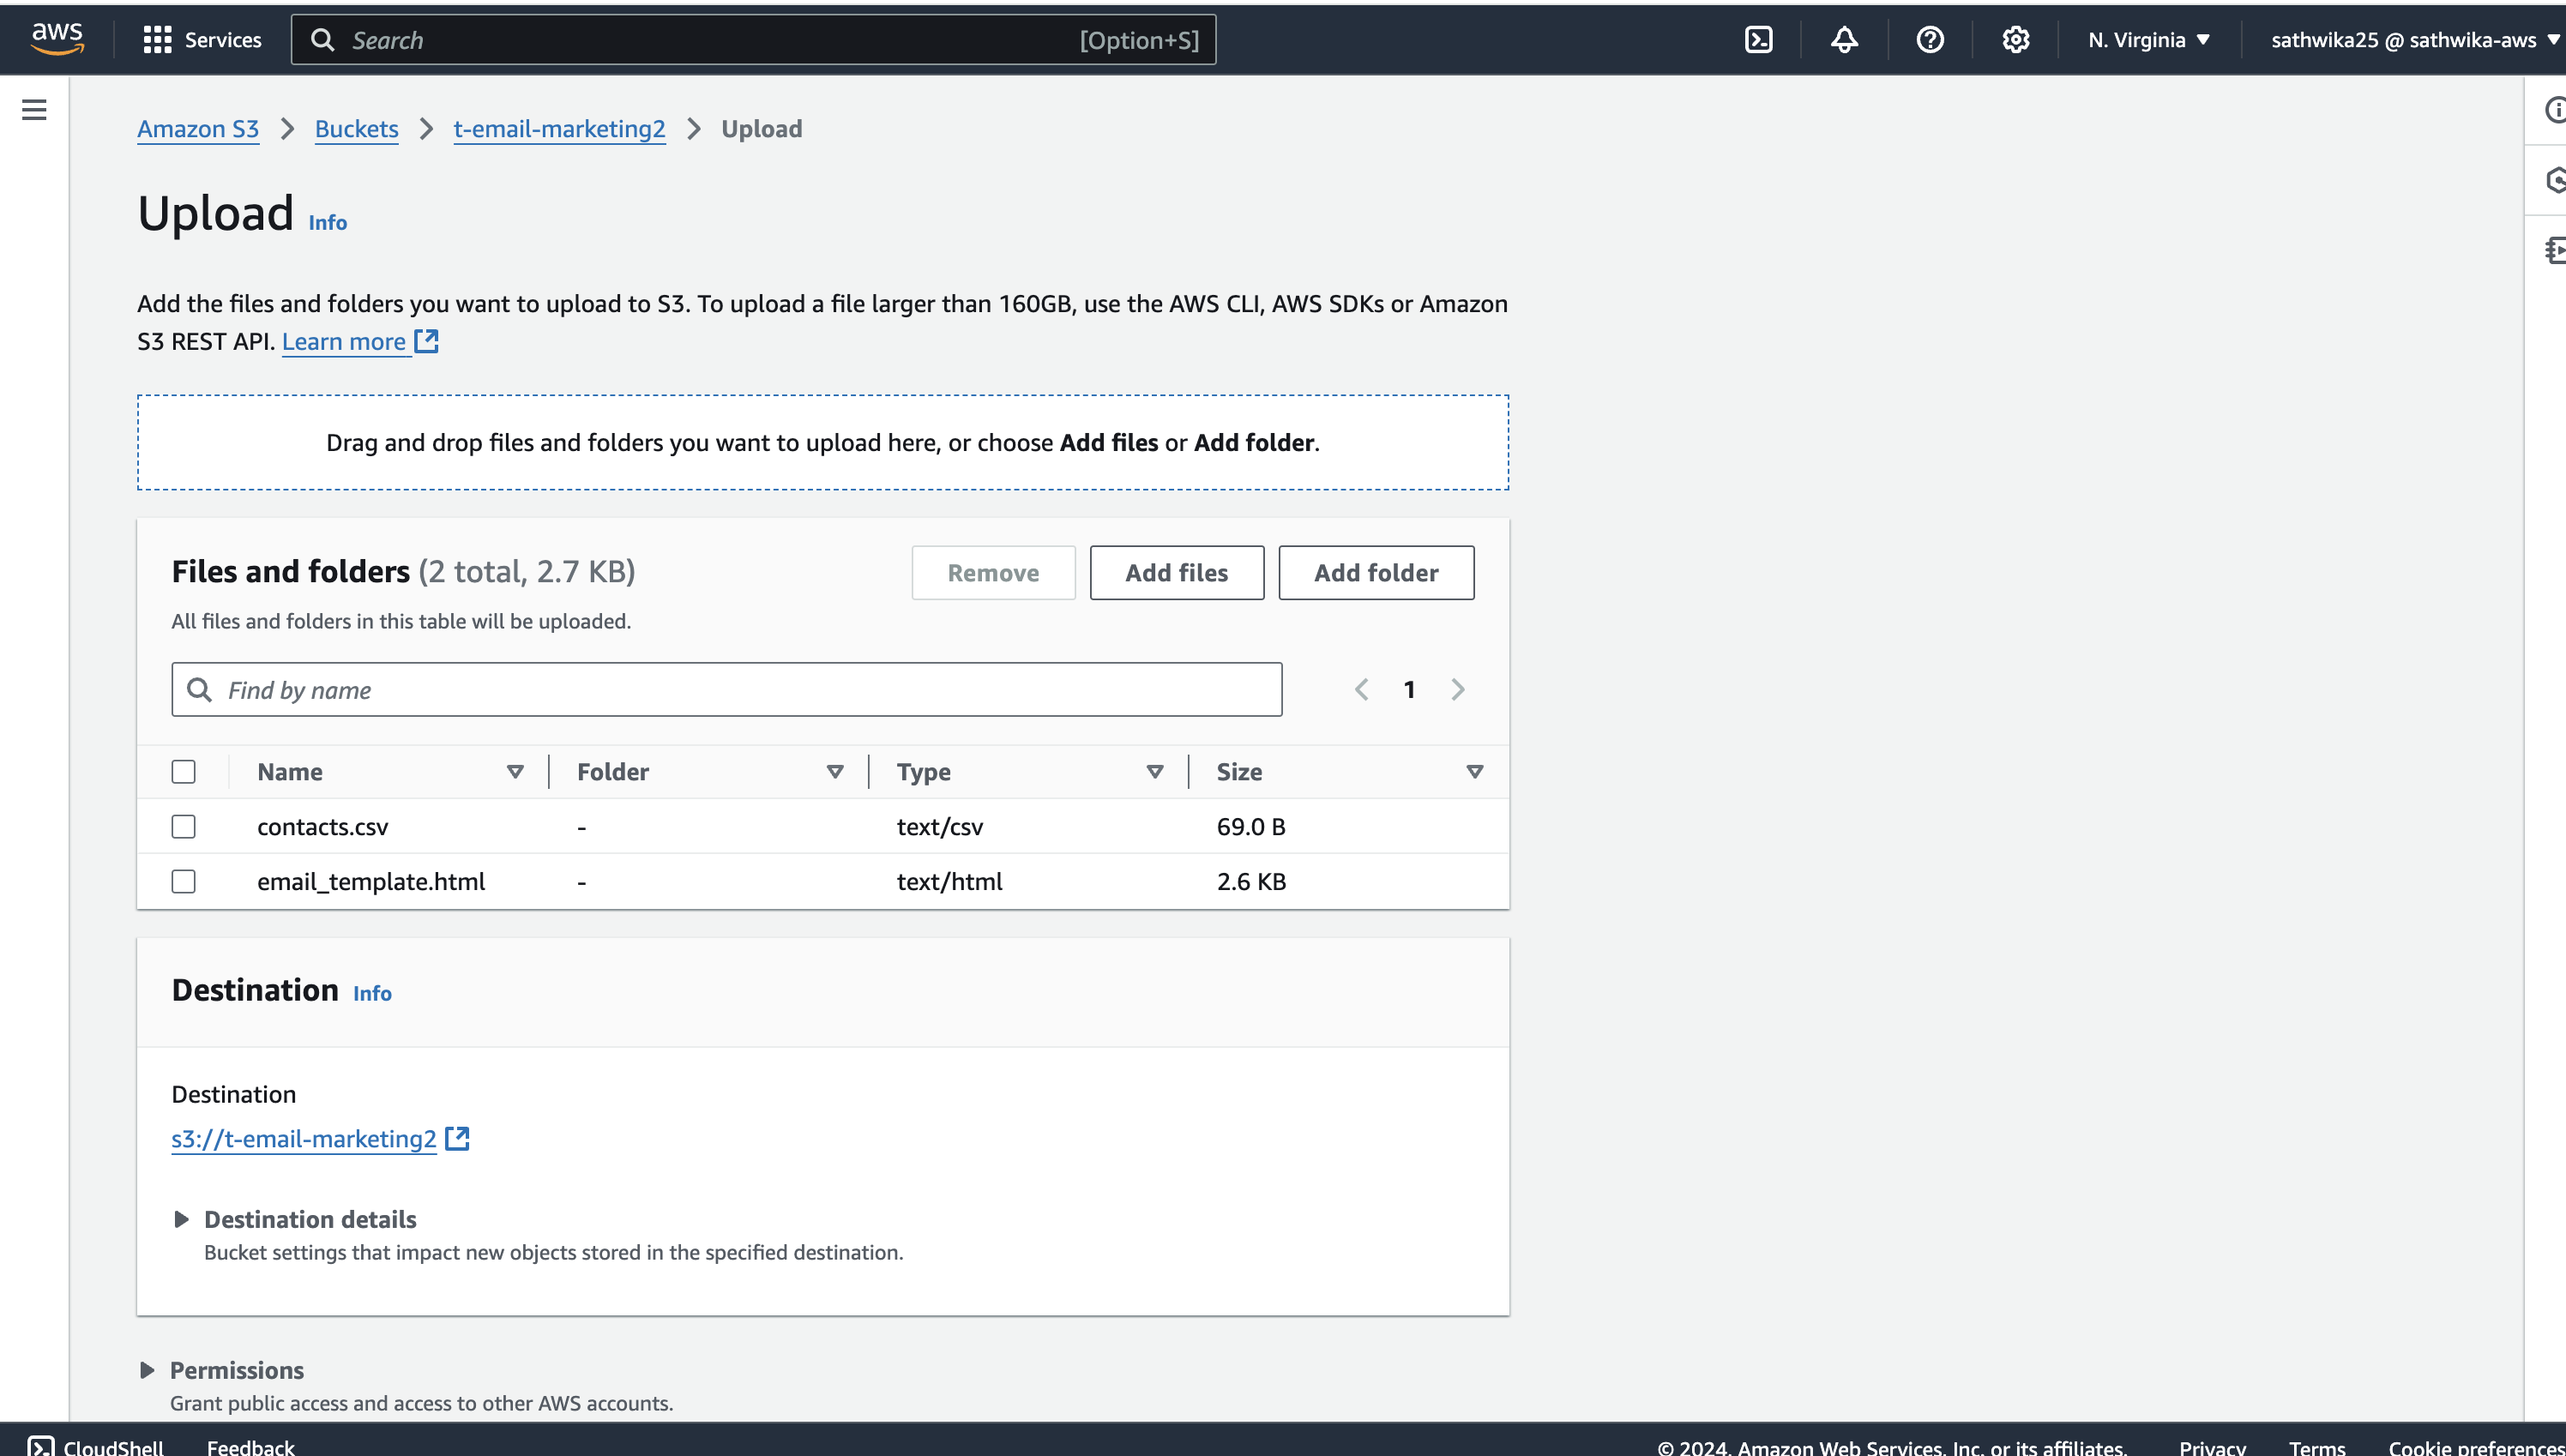 aws
Services
Search
[Option+S]
N. Virginia
sathwika25 @ sathwika-aws
Amazon S3
Buckets
t-email-marketing2
Upload
Upload
Info
Add the files and folders you want to upload to S3. To upload a file larger than 160GB, use the AWS CLI, AWS SDKs or Amazon
S3 REST API. Learn more
Drag and drop files and folders you want to upload here, or choose Add files or Add folder.
Files and folders (2 total, 2.7 KB)
Remove
Add files
Add folder
All files and folders in this table will be uploaded.
Find by name
1
Name
Folder
Type
Size
contacts.csv
-
text/csv
69.0 B
email_template.html
-
text/html
2.6 KB
Destination
Info
Destination
s3://t-email-marketing2
Destination details
Bucket settings that impact new objects stored in the specified destination.
Permissions
Grant public access and access to other AWS accounts.
CloudShell
Feedback
© 2024, Amazon Web Services, Inc. or its affiliates.
Privacy
Terms
Cookie preferences